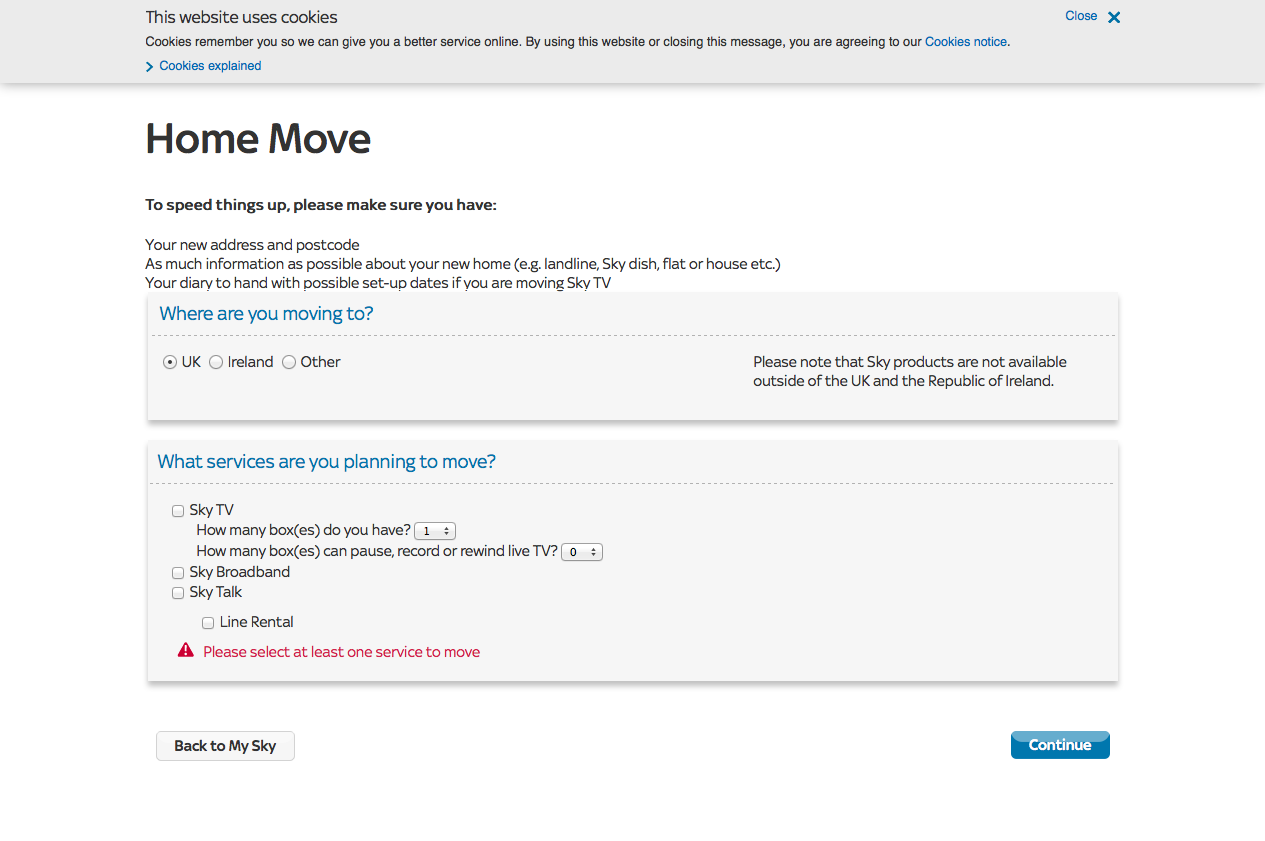 This website uses cookies
Close
Cookies remember you so we can give you a better service online. By using this website or closing this message, you are agreeing to our Cookies notice.
Cookies explained
Home Move
To speed things up, please make sure you have:
Your new address and postcode
As much information as possible about your new home (e.g. landline, Sky dish, flat or house etc.)
Your diary to hand with possible set-up dates if you are moving Sky TV
Where are you moving to?
UK Ireland Other
Please note that Sky products are not available
outside of the UK and the Republic of Ireland.
What services are you planning to move?
Sky TV
How many box(es) do you have? 1
How many box(es) can pause, record or rewind live TV? 0
Sky Broadband
Sky Talk
Line Rental
Please select at least one service to move
Back to My Sky
Continue